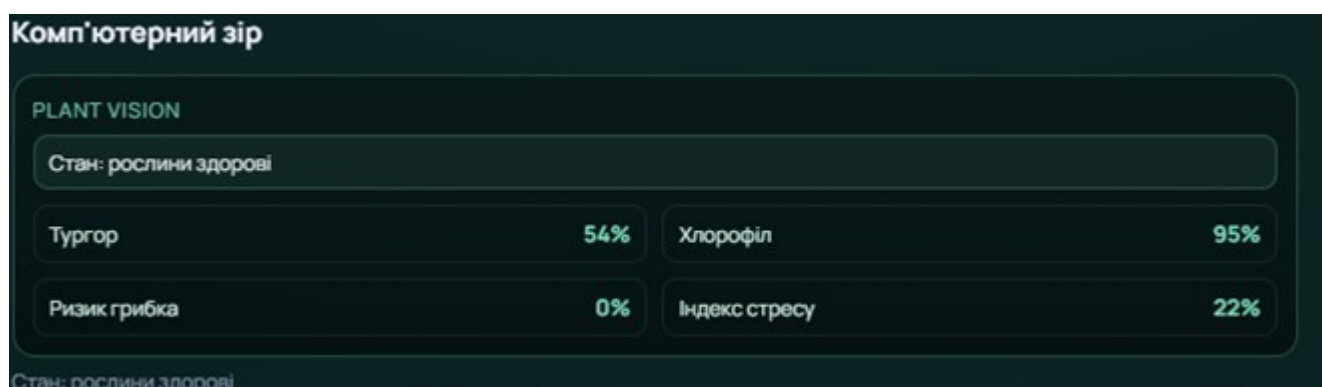 Комп'ютерний зір
PLANT VISION
Стан: рослини здорові
Тургор 54% Хлорофіл 95%
Ризик грибка 0% Індекс стресу 22%
Стан: рослини здорові